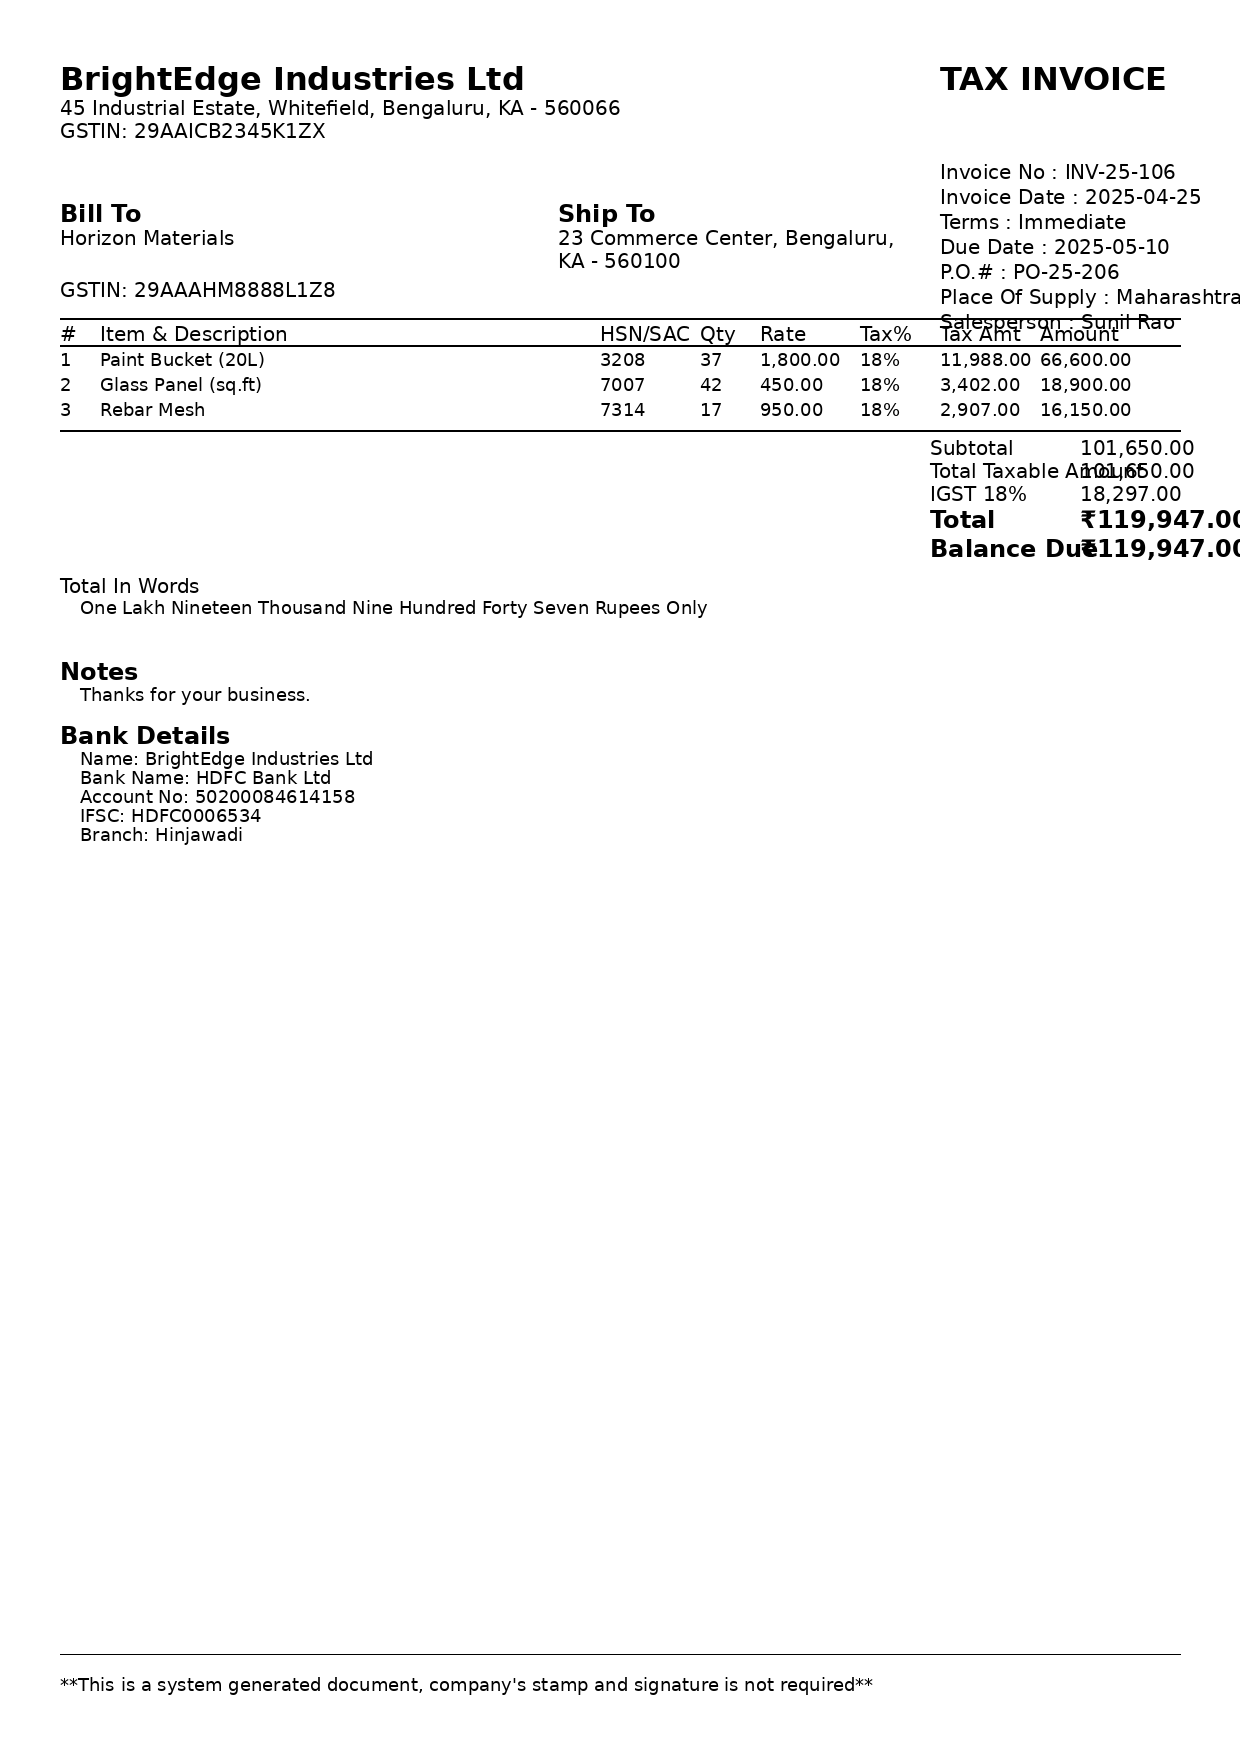 BrightEdge Industries Ltd
TAX INVOICE
45 Industrial Estate, Whitefield, Bengaluru, KA - 560066
GSTIN: 29AAICB2345K1ZX
Invoice No : INV-25-106
Invoice Date : 2025-04-25
Terms : Immediate
Due Date : 2025-05-10
P.O.# : PO-25-206
Place Of Supply : Maharashtra
Salesperson : Sunil Rao
Bill To
Horizon Materials
GSTIN: 29AAAHM8888L1Z8
Ship To
23 Commerce Center, Bengaluru,
KA - 560100
# Item & Description HSN/SAC Qty Rate Tax% Tax Amt Amount
1 Paint Bucket (20L) 3208 37 1,800.00 18% 11,988.00 66,600.00
2 Glass Panel (sq.ft) 7007 42 450.00 18% 3,402.00 18,900.00
3 Rebar Mesh 7314 17 950.00 18% 2,907.00 16,150.00
Subtotal 101,650.00
Total Taxable Amount 101,650.00
IGST 18% 18,297.00
Total ₹119,947.00
Balance Due ₹119,947.00
Total In Words
One Lakh Nineteen Thousand Nine Hundred Forty Seven Rupees Only
Notes
Thanks for your business.
Bank Details
Name: BrightEdge Industries Ltd
Bank Name: HDFC Bank Ltd
Account No: 50200084614158
IFSC: HDFC0006534
Branch: Hinjawadi
**This is a system generated document, company's stamp and signature is not required**